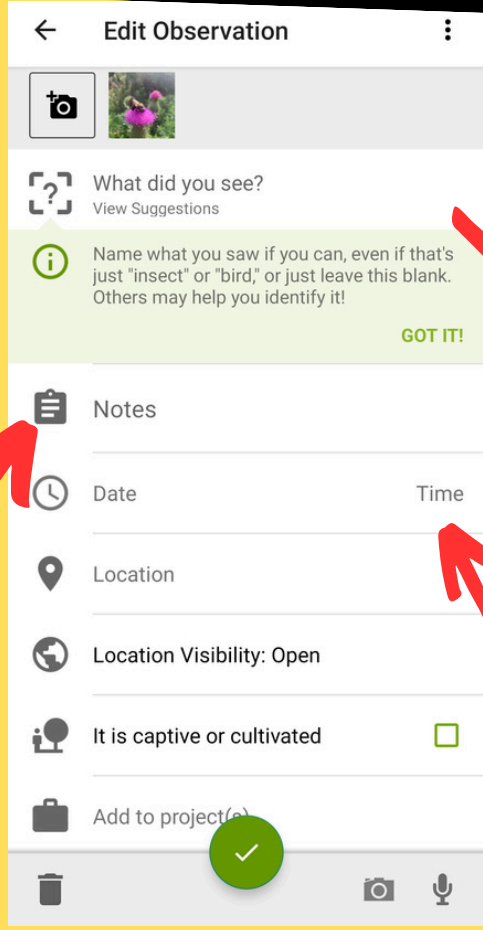 Edit Observation
What did you see?
View Suggestions
Name what you saw if you can, even if that's
just "insect" or "bird," or just leave this blank.
Others may help you identify it!
GOT IT!
Notes
Date Time
Location
Location Visibility: Open
It is captive or cultivated
Add to project(s)